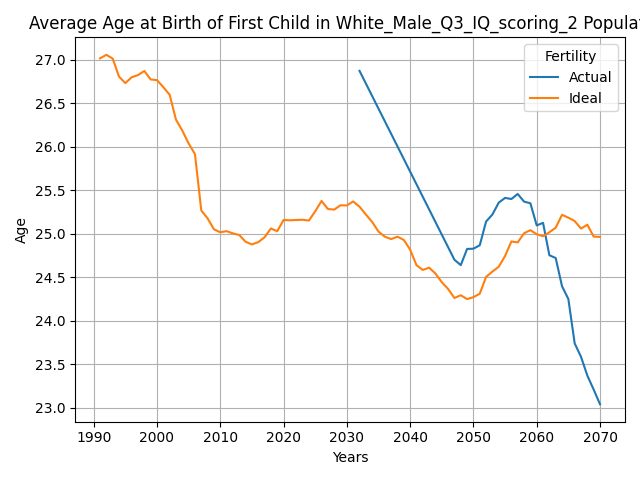 Average Age at Birth of First Child in White_Male_Q3_IQ_scoring_2 Populat
Fertility
Actual
Ideal
27.0
26.5
26.0
25.5
25.0
24.5
24.0
23.5
23.0
Age
1990 2000 2010 2020 2030 2040 2050 2060 2070
Years